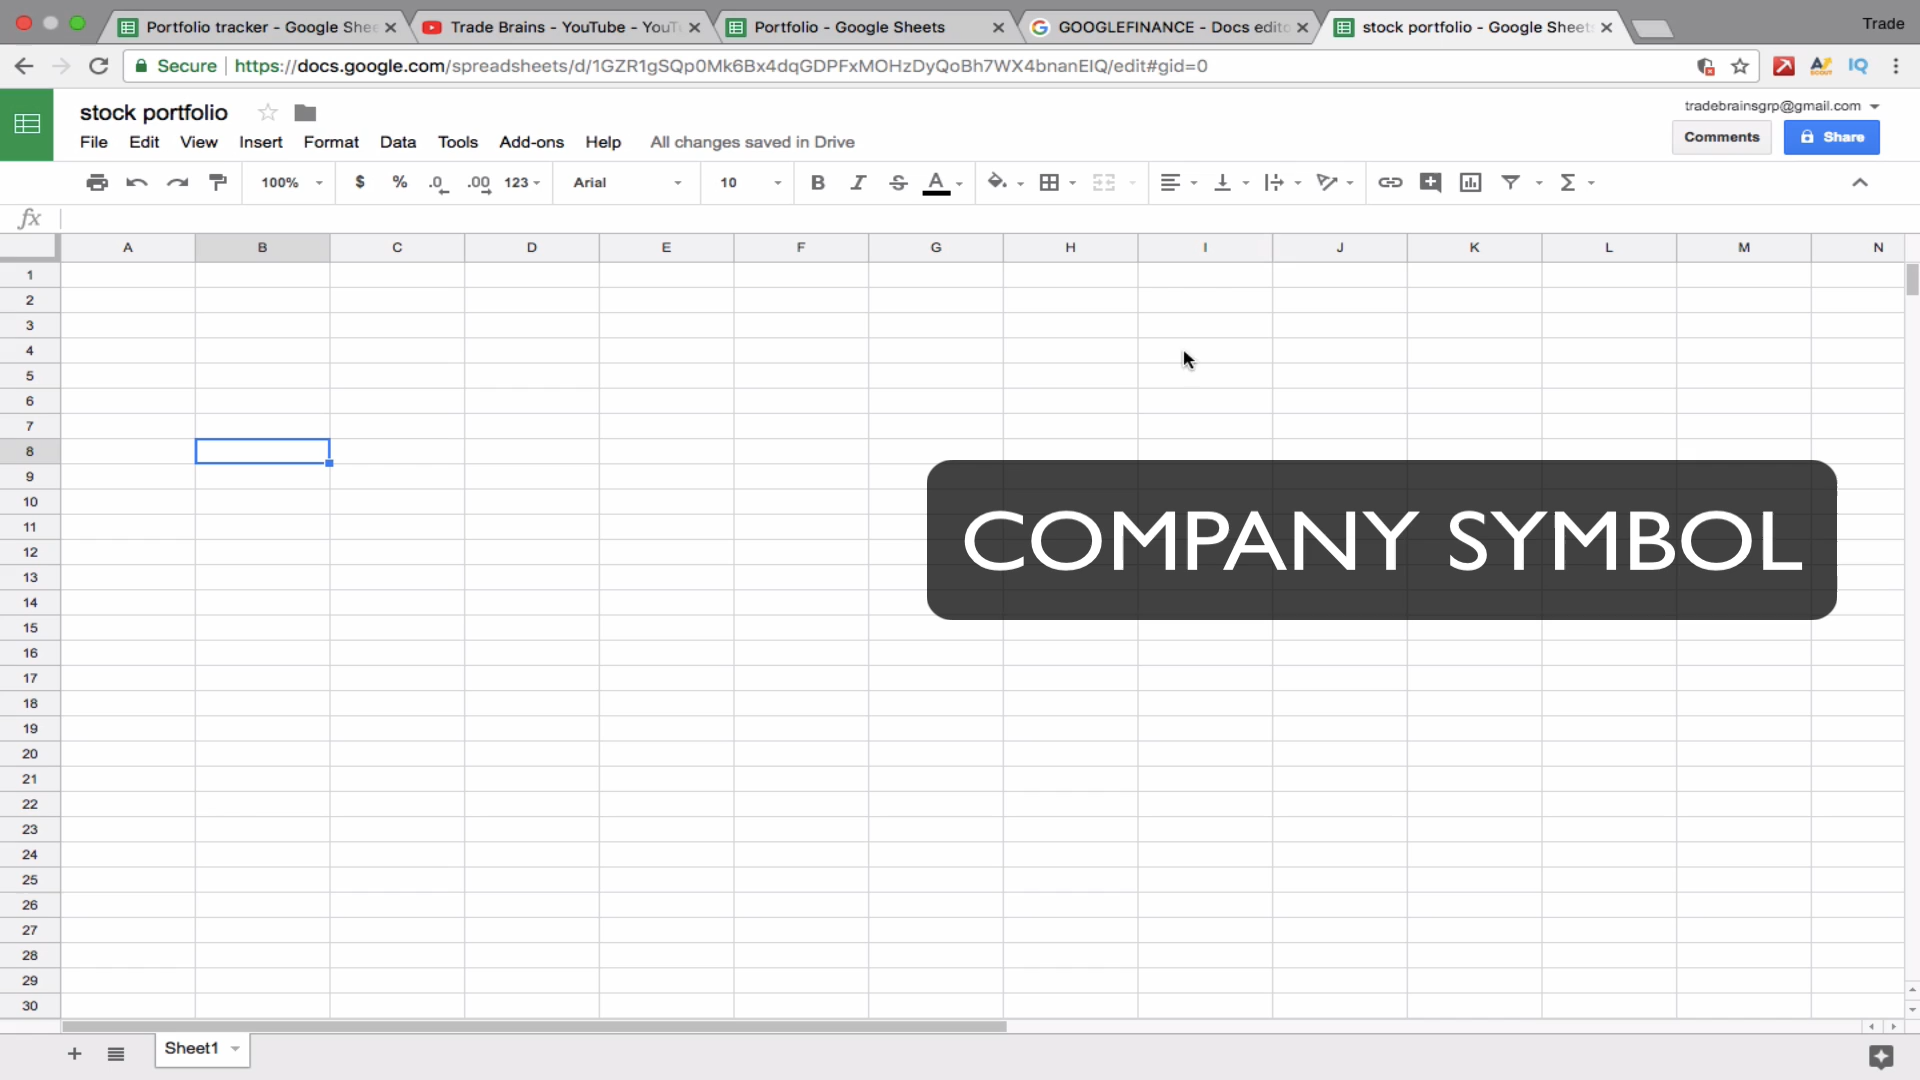 Portfolio tracker - Google Shee
Trade Brains - YouTube - YouT
Portfolio - Google Sheets
GOOGLEFINANCE - Docs edito
stock portfolio - Google Sheet
Trade
Secure https://docs.google.com/spreadsheets/d/1GZR1gSQp0Mk6Bx4dqGDPFxMOHzDyQoBh7WX4bnanEIQ/edit#gid=0
IQ
stock portfolio
tradebrainsgrp@gmail.com
File Edit View Insert Format Data Tools Add-ons Help All changes saved in Drive
Comments Share
100% $ % .0 .00 123 Arial 10 B I S A Σ
fx
A B C D E F G H I J K L M N
1
2
3
4
5
6
7
8
9
10
11
12
13
14
15
16
17
18
19
20
21
22
23
24
25
26
27
28
29
30
COMPANY SYMBOL
Sheet1